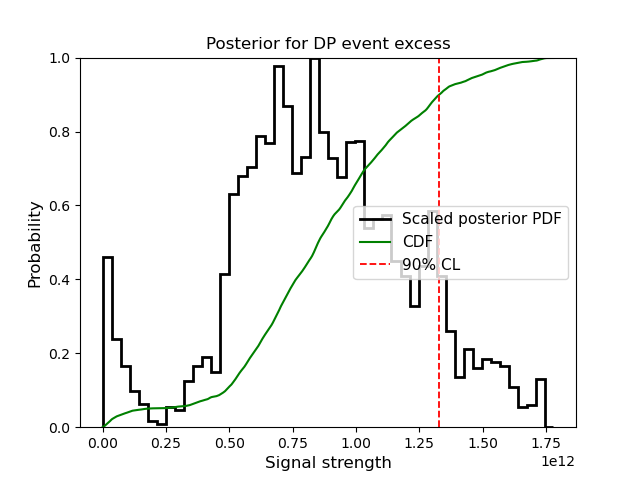 Posterior for DP event excess
1.0
0.8
0.6
0.4
0.2
0.0
Probability
Scaled posterior PDF
CDF
90% CL
0.00 0.25 0.50 0.75 1.00 1.25 1.50 1.75
1e12
Signal strength